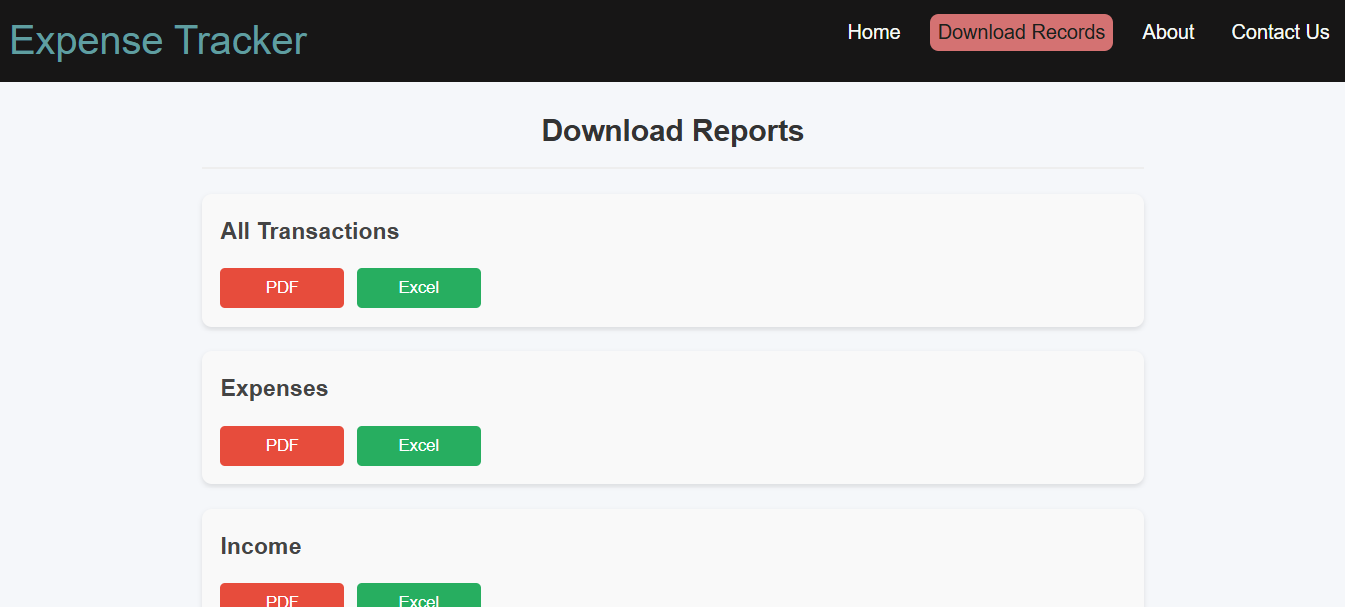 Expense Tracker Home Download Records About Contact Us
Download Reports
All Transactions
PDF Excel
Expenses
PDF Excel
Income
PDF Excel